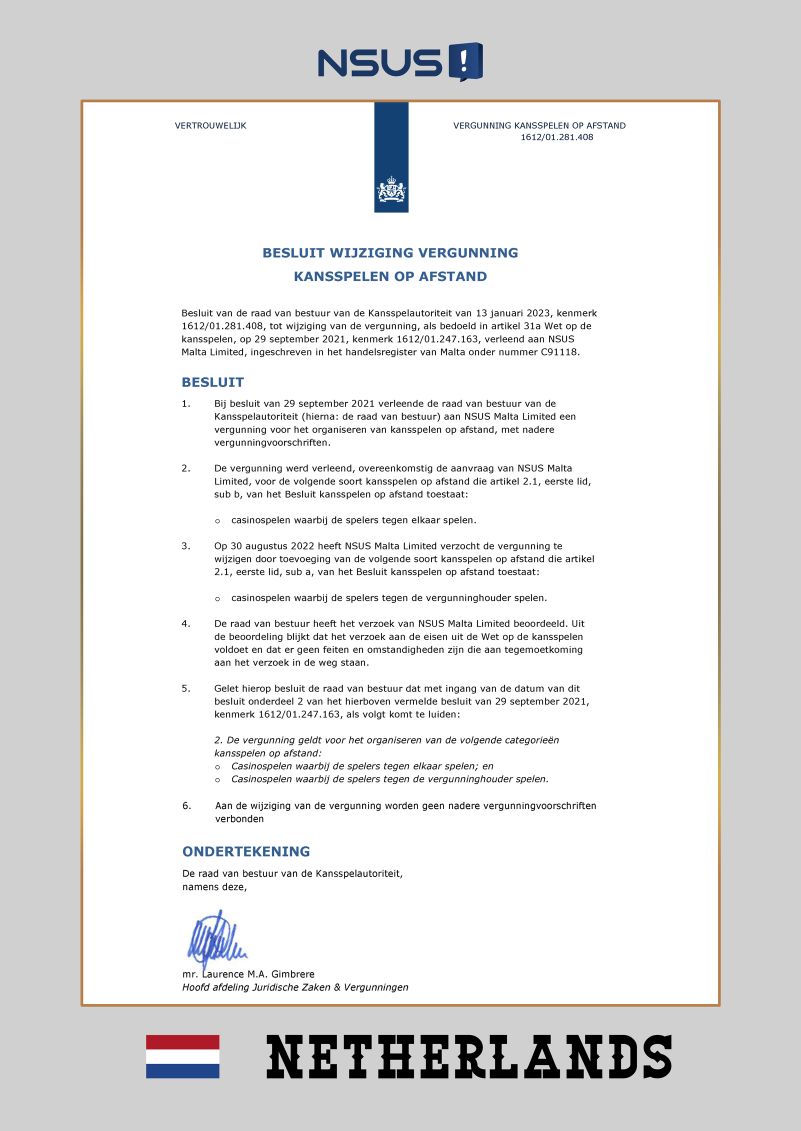 NSUS!
VERTROUWELIJK
VERGUNNING KANSSPELEN OP AFSTAND
1612/01.281.408
BESLUIT WIJZIGING VERGUNNING
KANSSPELEN OP AFSTAND
Besluit van de raad van bestuur van de Kansspelautoriteit van 13 januari 2023, kenmerk
1612/01.281.408, tot wijziging van de vergunning, als bedoeld in artikel 31a Wet op de
kansspelen, op 29 september 2021, kenmerk 1612/01.247.163, verleend aan NSUS
Malta Limited, ingeschreven in het handelsregister van Malta onder nummer C91118.
BESLUIT
1. Bij besluit van 29 september 2021 verleende de raad van bestuur van de
Kansspelautoriteit (hierna: de raad van bestuur) aan NSUS Malta Limited een
vergunning voor het organiseren van kansspelen op afstand, met nadere
vergunningvoorschriften.
2. De vergunning werd verleend, overeenkomstig de aanvraag van NSUS Malta
Limited, voor de volgende soort kansspelen op afstand die artikel 2.1, eerste lid,
sub b, van het Besluit kansspelen op afstand toestaat:
o casinospelen waarbij de spelers tegen elkaar spelen.
3. Op 30 augustus 2022 heeft NSUS Malta Limited verzocht de vergunning te
wijzigen door toevoeging van de volgende soort kansspelen op afstand die artikel
2.1, eerste lid, sub a, van het Besluit kansspelen op afstand toestaat:
o casinospelen waarbij de spelers tegen de vergunninghouder spelen.
4. De raad van bestuur heeft het verzoek van NSUS Malta Limited beoordeeld. Uit
de beoordeling blijkt dat het verzoek aan de eisen uit de Wet op de kansspelen
voldoet en dat er geen feiten en omstandigheden zijn die aan tegemoetkoming
aan het verzoek in de weg staan.
5. Gelet hierop besluit de raad van bestuur dat met ingang van de datum van dit
besluit onderdeel 2 van het hierboven vermelde besluit van 29 september 2021,
kenmerk 1612/01.247.163, als volgt komt te luiden:
2. De vergunning geldt voor het organiseren van de volgende categorieën
kansspelen op afstand:
o Casinospelen waarbij de spelers tegen elkaar spelen; en
o Casinospelen waarbij de spelers tegen de vergunninghouder spelen.
6. Aan de wijziging van de vergunning worden geen nadere vergunningvoorschriften
verbonden
ONDERTEKENING
De raad van bestuur van de Kansspelautoriteit,
namens deze,
mr. Laurence M.A. Gimbrere
Hoofd afdeling Juridische Zaken & Vergunningen
NETHERLANDS